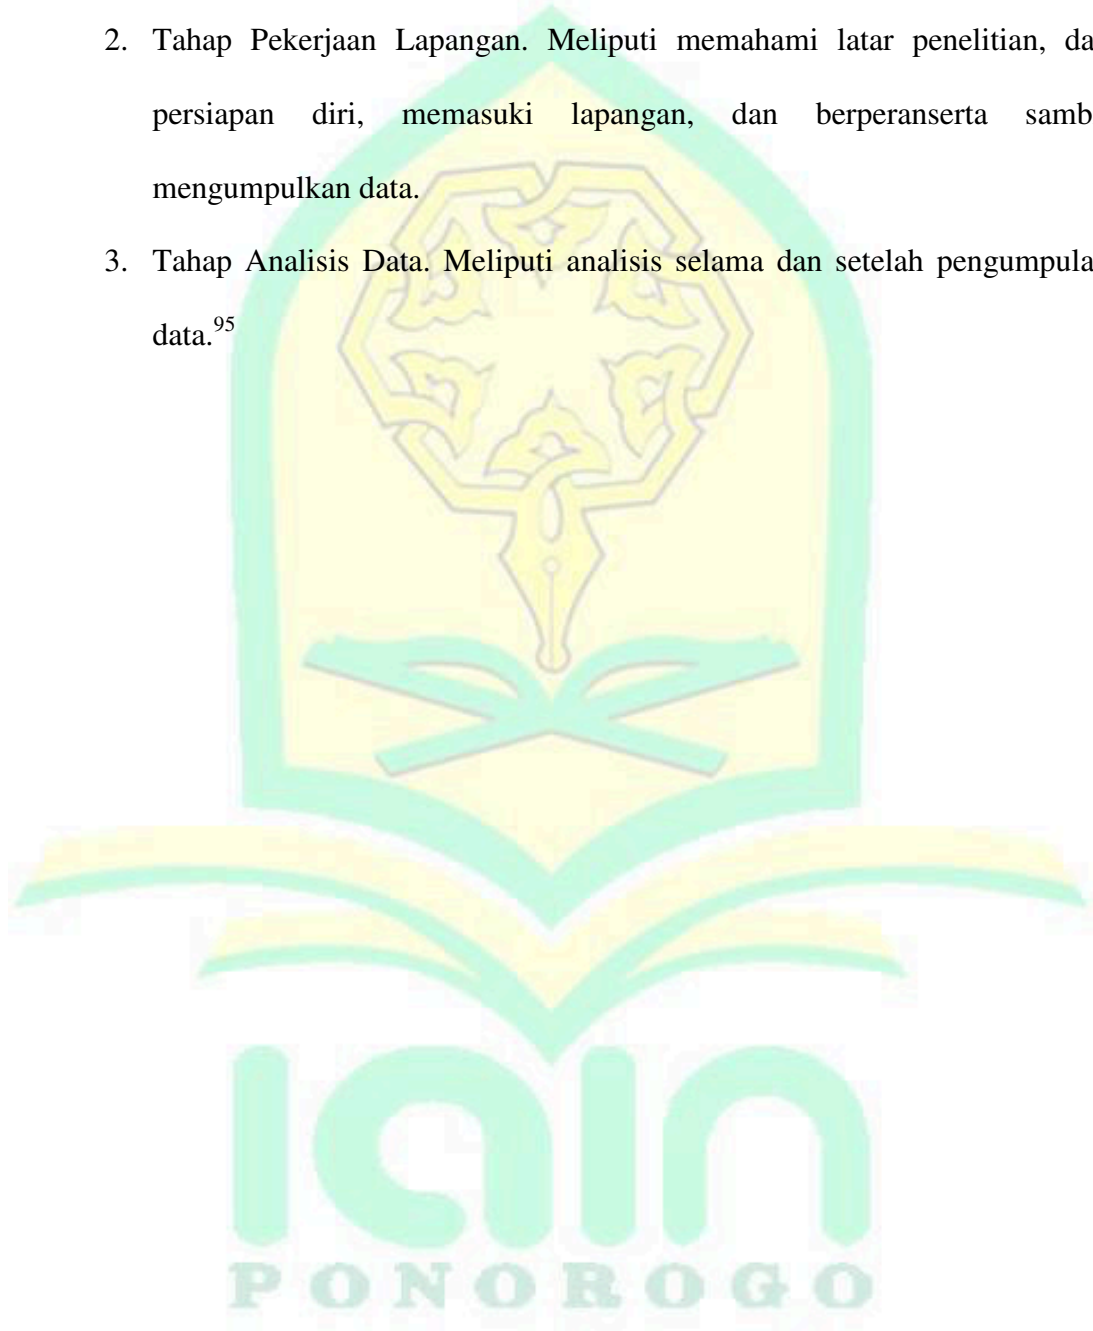 2. Tahap Pekerjaan Lapangan. Meliputi memahami latar penelitian, da
persiapan diri, memasuki lapangan, dan berperanserta samb
mengumpulkan data.
3. Tahap Analisis Data. Meliputi analisis selama dan setelah pengumpula
data.95
iain
PONOROGO